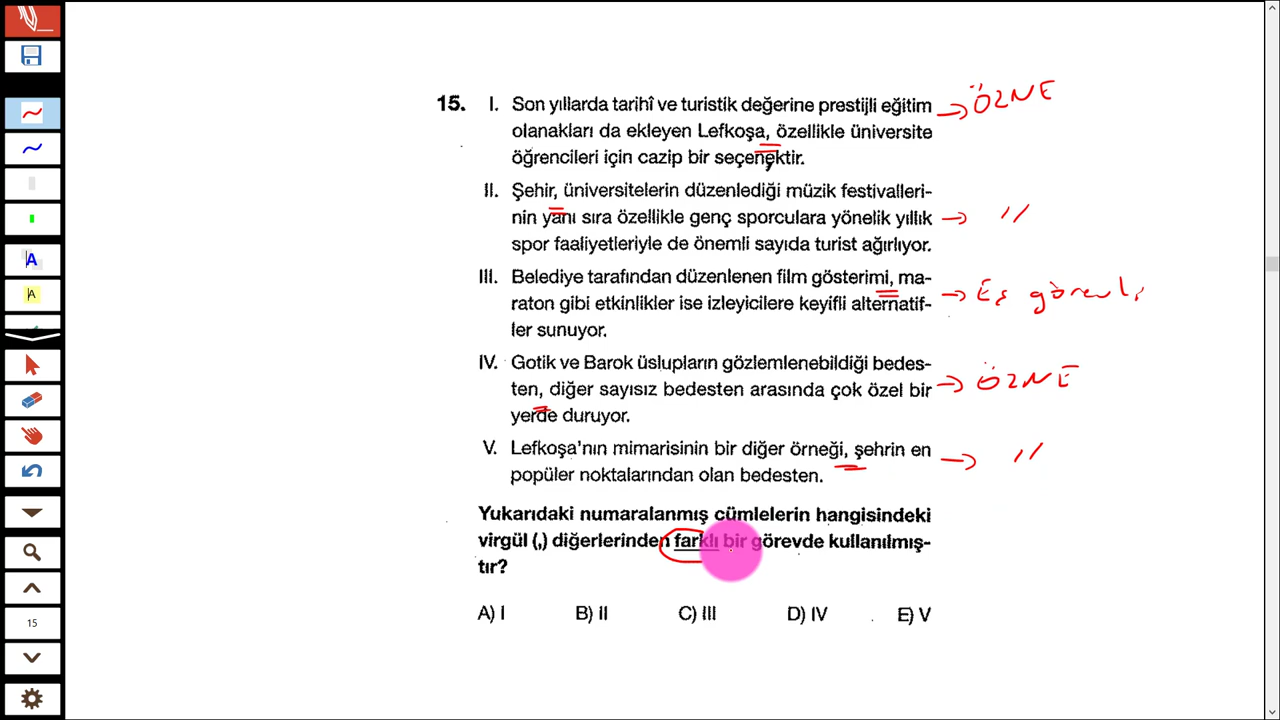 15. I. Son yıllarda tarihî ve turistik değerine prestijli eğitim
olanakları da ekleyen Lefkoşa, özellikle üniversite
öğrencileri için cazip bir seçenektir.
→ ÖZNE
II. Şehir, üniversitelerin düzenlediği müzik festivalleri-
nin yanı sıra özellikle genç sporculara yönelik yıllık
spor faaliyetleriyle de önemli sayıda turist ağırlıyor.
→ //
III. Belediye tarafından düzenlenen film gösterimi, ma-
raton gibi etkinlikler ise izleyicilere keyifli alternatif-
ler sunuyor.
→ Eş görevli
IV. Gotik ve Barok üslupların gözlemlenebildiği bedes-
ten, diğer sayısız bedesten arasında çok özel bir
yerde duruyor.
→ ÖZNE
V. Lefkoşa'nın mimarisinin bir diğer örneği, şehrin en
popüler noktalarından olan bedesten.
→ //
Yukarıdaki numaralanmış cümlelerin hangisindeki
virgül (,) diğerlerinden farklı bir görevde kullanılmış-
tır?
A) I B) II C) III D) IV E) V
A
A
15